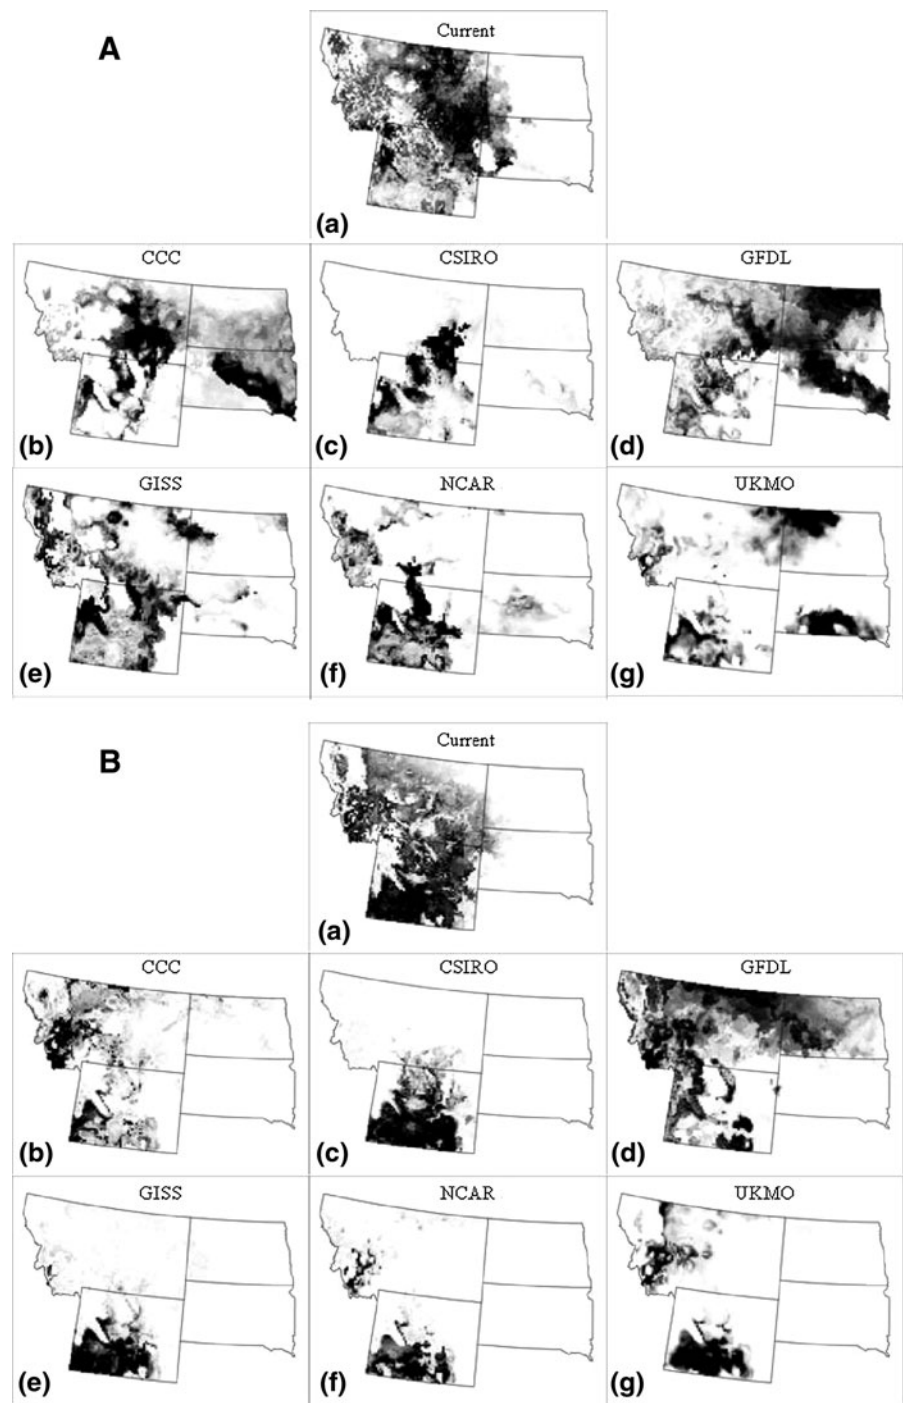 A
Current
(a)
CCC
CSIRO
GFDL
(b)
(c)
(d)
GISS
NCAR
UKMO
(e)
(f)
(g)
B
Current
(a)
CCC
CSIRO
GFDL
(b)
(c)
(d)
GISS
NCAR
UKMO
(e)
(f)
(g)